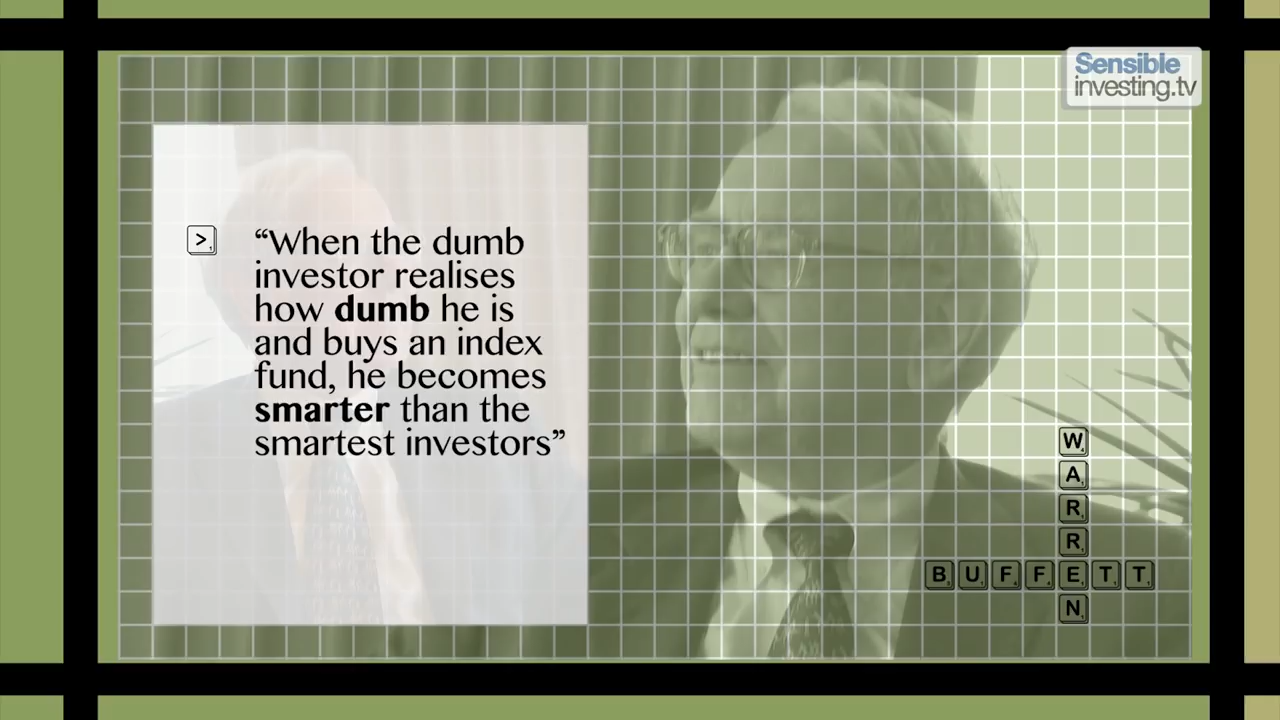 Sensible
investing.tv
>
“When the dumb
investor realises
how dumb he is
and buys an index
fund, he becomes
smarter than the
smartest investors”
WARREN
BUFFETT